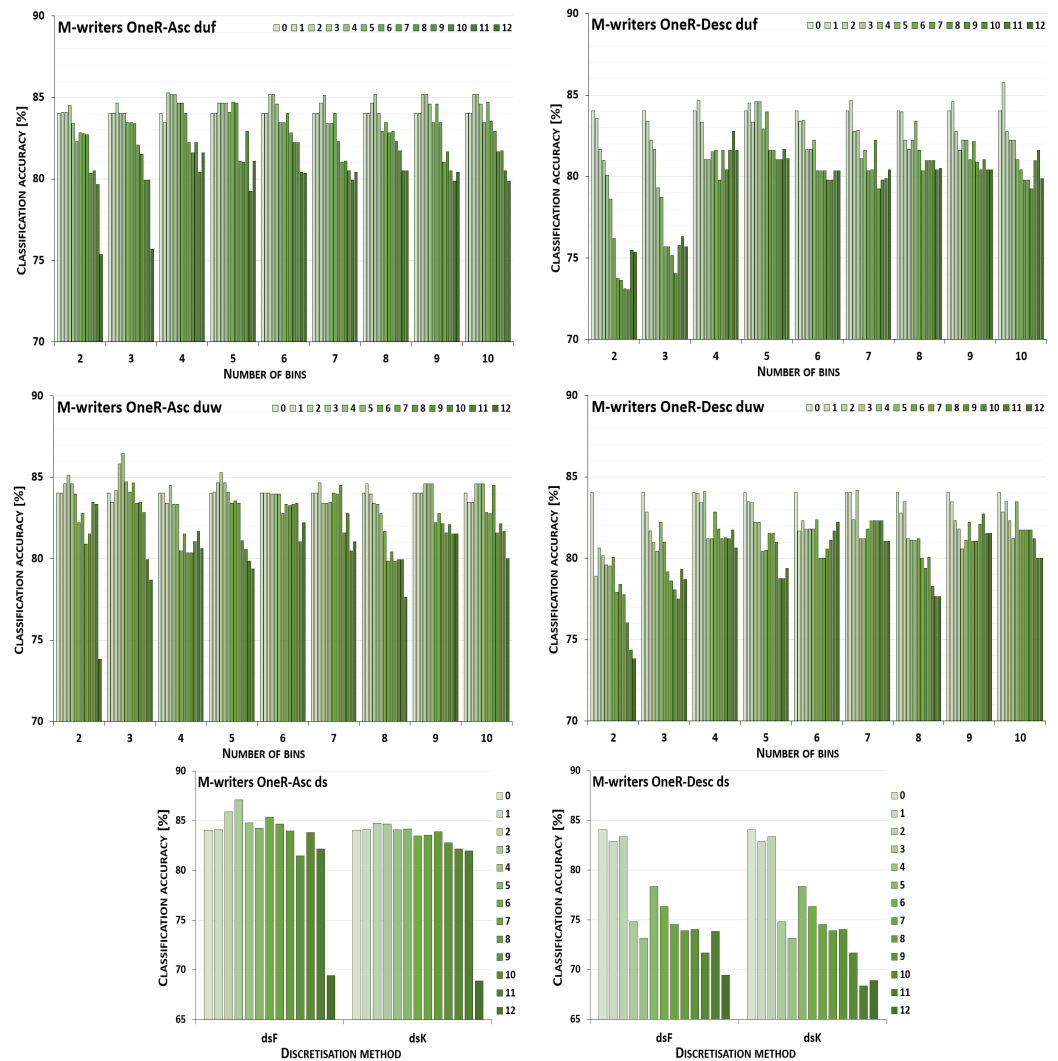 M-writers OneR-Asc duf
0 1 2 3 4 5 6 7 8 9 10 11 12
CLASSIFICATION ACCURACY [%]
90
85
80
75
70
2 3 4 5 6 7 8 9 10
NUMBER OF BINS
M-writers OneR-Desc duf
0 1 2 3 4 5 6 7 8 9 10 11 12
CLASSIFICATION ACCURACY [%]
90
85
80
75
70
2 3 4 5 6 7 8 9 10
NUMBER OF BINS
M-writers OneR-Asc duw
0 1 2 3 4 5 6 7 8 9 10 11 12
CLASSIFICATION ACCURACY [%]
90
85
80
75
70
2 3 4 5 6 7 8 9 10
NUMBER OF BINS
M-writers OneR-Desc duw
0 1 2 3 4 5 6 7 8 9 10 11 12
CLASSIFICATION ACCURACY [%]
90
85
80
75
70
2 3 4 5 6 7 8 9 10
NUMBER OF BINS
M-writers OneR-Asc ds
CLASSIFICATION ACCURACY [%]
90
85
80
75
70
65
0
1
2
3
4
5
6
7
8
9
10
11
12
dsF dsK
DISCRETISATION METHOD
M-writers OneR-Desc ds
CLASSIFICATION ACCURACY [%]
90
85
80
75
70
65
0
1
2
3
4
5
6
7
8
9
10
11
12
dsF dsK
DISCRETISATION METHOD